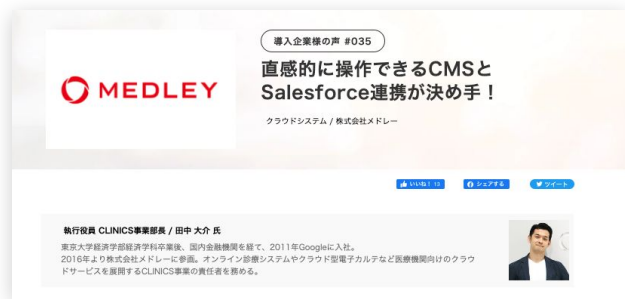 導入企業様の声 #035
MEDLEY
直感的に操作できるCMSと
Salesforce連携が決め手！
クラウドシステム / 株式会社メドレー
いいね！ 12
シェアする
ツイート
執行役員 CLINICS事業部長 / 田中 大介 氏
東京大学経済学部経済学科卒業後、国内金融機関を経て、2011年Googleに入社。
2016年より株式会社メドレーに参画。オンライン診療システムやクラウド型電子カルテなど医療機関向けのクラウ
ドサービスを展開するCLINICS事業の責任者を務める。